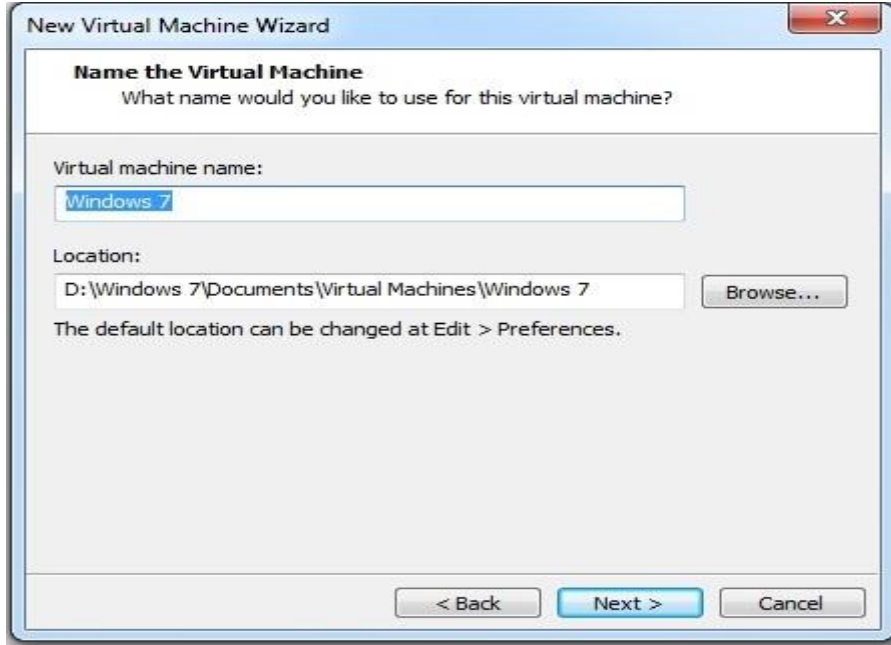 New Virtual Machine Wizard
Name the Virtual Machine
What name would you like to use for this virtual machine?
Virtual machine name:
Windows 7
Location:
D:\Windows 7\Documents\Virtual Machines\Windows 7
Browse...
The default location can be changed at Edit > Preferences.
< Back Next > Cancel